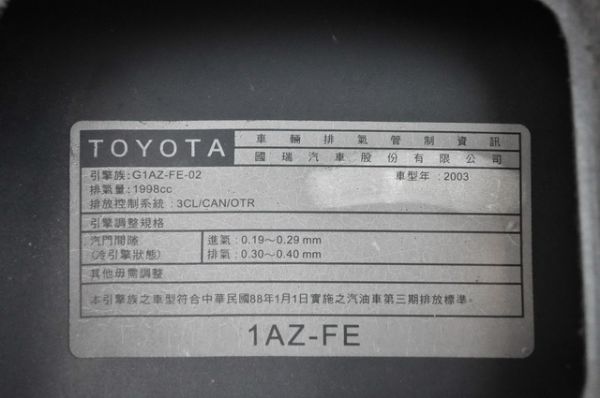 TOYOTA
車輛排氣管制資訊
國瑞汽車股份有限公司
引擎族:G1AZ-FE-02
車型年:2003
排氣量:1998cc
排放控制系統:3CL/CAN/OTR
引擎調整規格
汽門間隙
(冷引擎狀態)
進氣:0.19~0.29 mm
排氣:0.30~0.40 mm
其他毋需調整
本引擎族之車型符合中華民國88年1月1日實施之汽油車第三期排放標準。
1AZ-FE